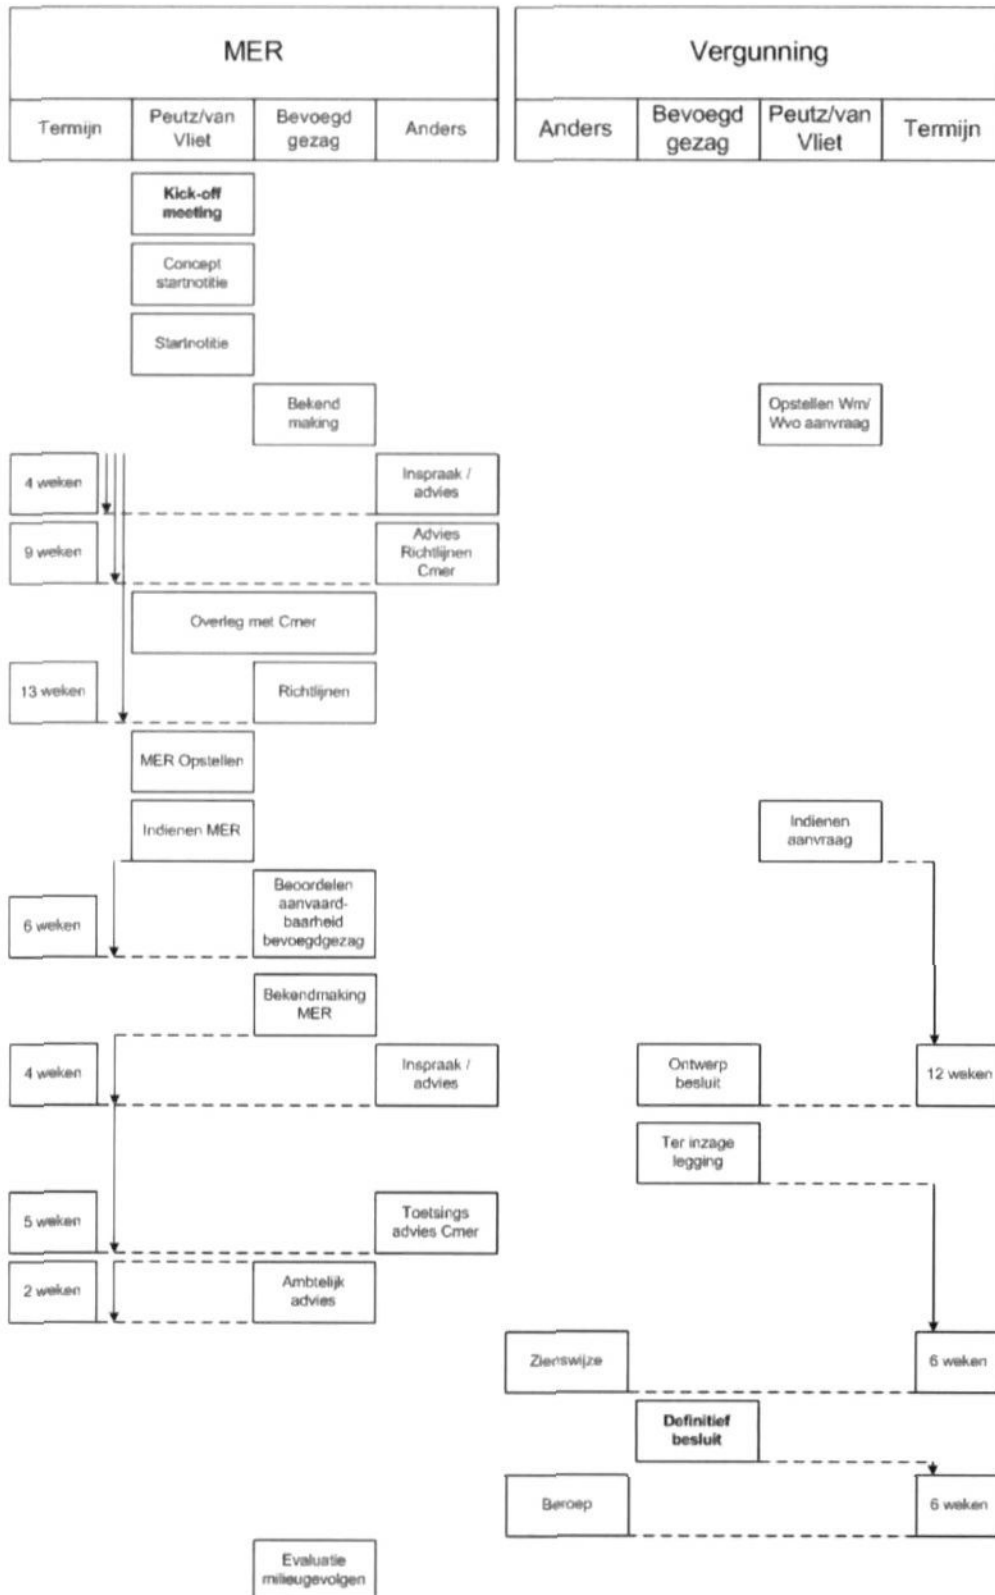 MER
Vergunning
Termijn
Peutz/van
Vliet
Bevoegd
gezag
Anders
Anders
Bevoegd
gezag
Peutz/van
Vliet
Termijn
Kick-off
meeting
Concept
startnotitie
Startnotitie
Bekend
making
Opstellen Wm/
Wvo aanvraag
4 weken
Inspraak /
advies
9 weken
Advies
Richtlijnen
Cmer
Overleg met Cmer
13 weken
Richtlijnen
MER Opstellen
Indienen MER
Indienen
aanvraag
6 weken
Beoordelen
aanvaard-
baarheid
bevoegdgezag
Bekendmaking
MER
4 weken
Inspraak /
advies
Ontwerp
besluit
12 weken
Ter inzage
legging
5 weken
Toetsings
advies Cmer
2 weken
Ambtelijk
advies
Zienswijze
6 weken
Definitief
besluit
Beroep
6 weken
Evaluatie
milieugevolgen